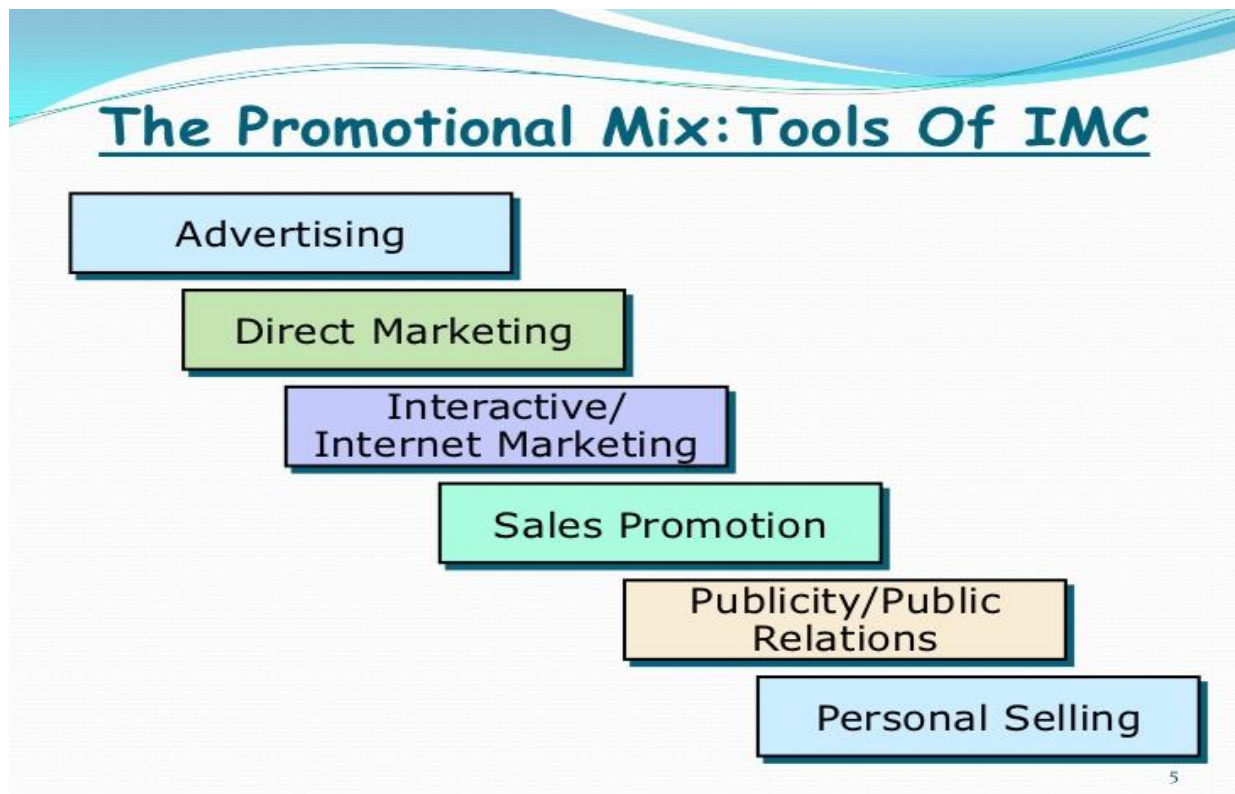 The Promotional Mix:Tools Of IMC
Advertising
Direct Marketing
Interactive/
Internet Marketing
Sales Promotion
Publicity/Public
Relations
Personal Selling
5